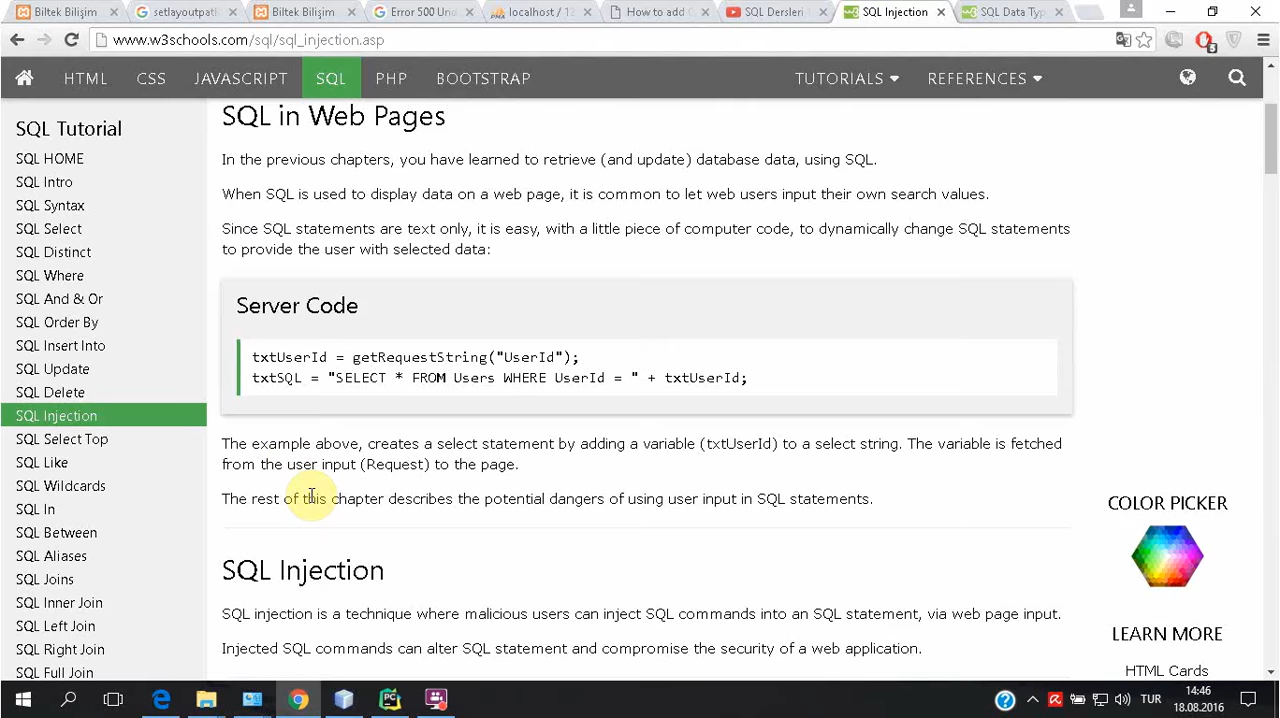 Biltek Bilişim
setlayoutpath
Biltek Bilişim
Error 500 Uno
localhost / 12
How to add
SQL Dersleri
SQL Injection
SQL Data Typ
www.w3schools.com/sql/sql_injection.asp
5
HTML CSS JAVASCRIPT SQL PHP BOOTSTRAP TUTORIALS REFERENCES
SQL Tutorial
SQL HOME
SQL Intro
SQL Syntax
SQL Select
SQL Distinct
SQL Where
SQL And & Or
SQL Order By
SQL Insert Into
SQL Update
SQL Delete
SQL Injection
SQL Select Top
SQL Like
SQL Wildcards
SQL In
SQL Between
SQL Aliases
SQL Joins
SQL Inner Join
SQL Left Join
SQL Right Join
SQL Full Join
SQL in Web Pages
In the previous chapters, you have learned to retrieve (and update) database data, using SQL.
When SQL is used to display data on a web page, it is common to let web users input their own search values.
Since SQL statements are text only, it is easy, with a little piece of computer code, to dynamically change SQL statements
to provide the user with selected data:
Server Code
txtUserId = getRequestString("UserId");
txtSQL = "SELECT * FROM Users WHERE UserId = " + txtUserId;
The example above, creates a select statement by adding a variable (txtUserId) to a select string. The variable is fetched
from the user input (Request) to the page.
The rest of this chapter describes the potential dangers of using user input in SQL statements.
SQL Injection
SQL injection is a technique where malicious users can inject SQL commands into an SQL statement, via web page input.
Injected SQL commands can alter SQL statement and compromise the security of a web application.
COLOR PICKER
LEARN MORE
HTML Cards
TUR
14:46
18.08.2016